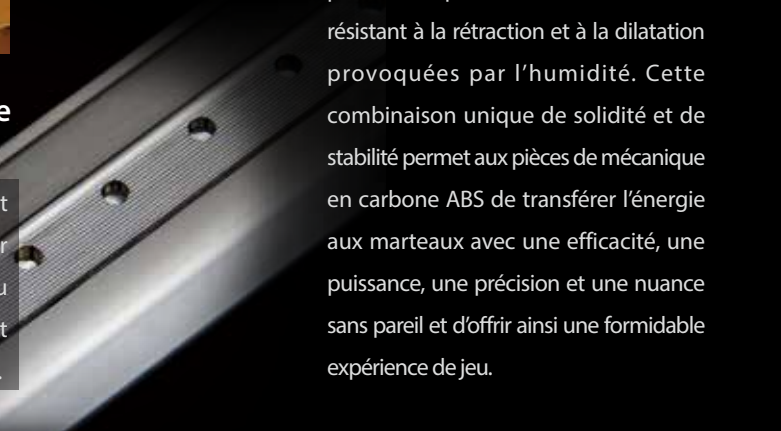 résistant à la rétraction et à la dilatation
provoquées par l’humidité. Cette
combinaison unique de solidité et de
stabilité permet aux pièces de mécanique
en carbone ABS de transférer l’énergie
aux marteaux avec une efficacité, une
puissance, une précision et une nuance
sans pareil et d’offrir ainsi une formidable
expérience de jeu.